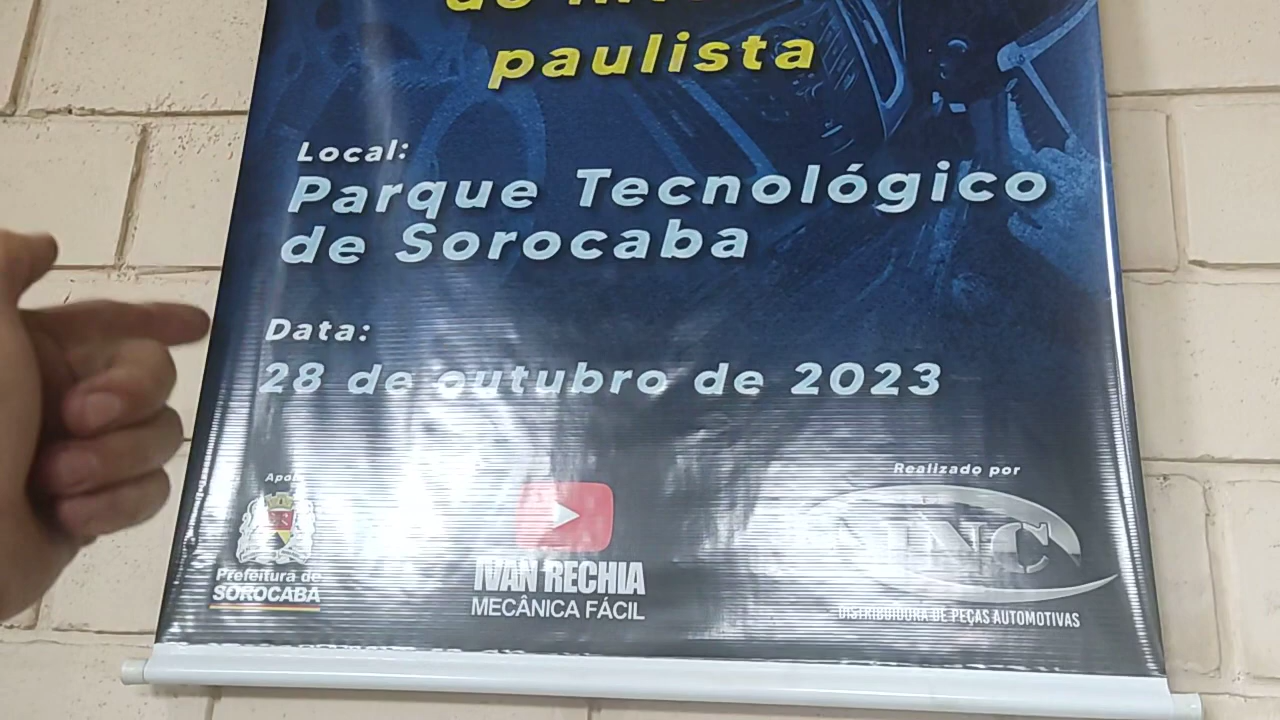 paulista
Local:
Parque Tecnológico
de Sorocaba
Data:
28 de outubro de 2023
Realizado por
Prefeitura de
SOROCABA
IVAN RECHIA
MECÂNICA FÁCIL
DISTRIBUIDORA DE PEÇAS AUTOMOTIVAS